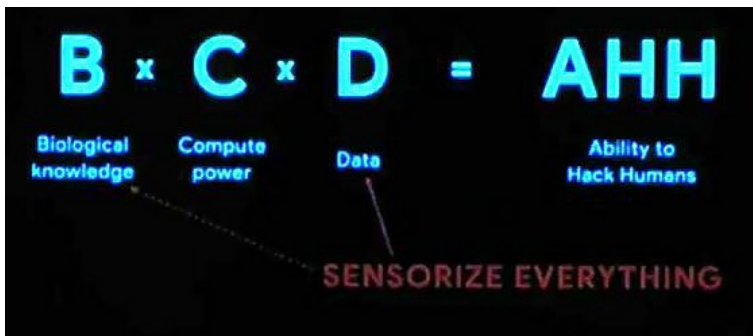 B x C x D = AHH
Biological knowledge
Compute power
Data
Ability to Hack Humans
SENSORIZE EVERYTHING